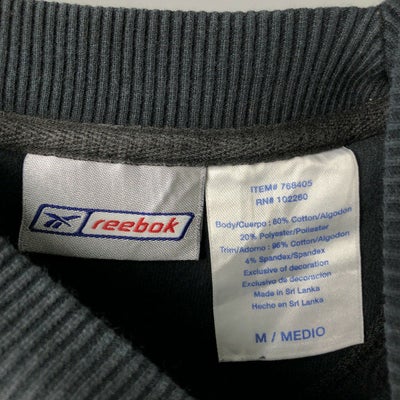 reebok
ITEM# 768405
RN# 102260
Body/Cuerpo : 80% Cotton/Algodon
20% Polyester/Poliester
Trim/Adorno : 96% Cotton/Algodon
4% Spandex/Spandex
Exclusive of decoration
Exclusivo de decoracion
Made in Sri Lanka
Hecho en Sri Lanka
M / MEDIO